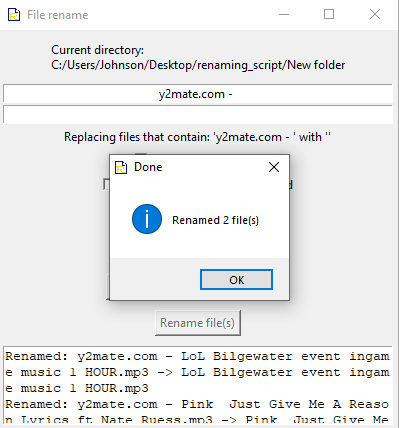 File rename
Current directory:
C:/Users/Johnson/Desktop/renaming_script/New folder
y2mate.com -
Replacing files that contain: 'y2mate.com - ' with ''
Done
Renamed 2 file(s)
OK
Rename file(s)
Renamed: y2mate.com - LoL Bilgewater event ingam
e music 1 HOUR.mp3 -> LoL Bilgewater event ingam
e music 1 HOUR.mp3
Renamed: y2mate.com - Pink  Just Give Me A Reaso
n Lyrics ft Nate Ruess.mp3 -> Pink  Just Give Me